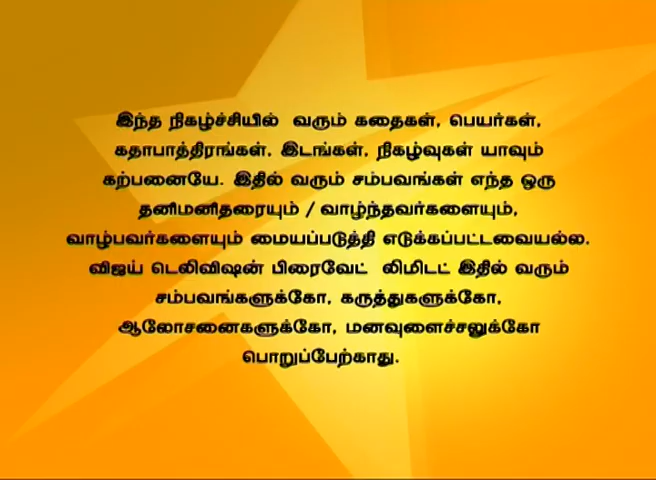 இந்த நிகழ்ச்சியில் வரும் கதைகள், பெயர்கள்,
கதாபாத்திரங்கள், இடங்கள், நிகழ்வுகள் யாவும்
கற்பனையே. இதில் வரும் சம்பவங்கள் எந்த ஒரு
தனிமனிதரையும் / வாழ்ந்தவர்களையும்,
வாழ்பவர்களையும் மையப்படுத்தி எடுக்கப்பட்டவையல்ல.
விஜய் டெலிவிஷன் பிரைவேட் லிமிடட் இதில் வரும்
சம்பவங்களுக்கோ, கருத்துகளுக்கோ,
ஆலோசனைகளுக்கோ, மனவுளைச்சலுக்கோ
பொறுப்பேற்காது.